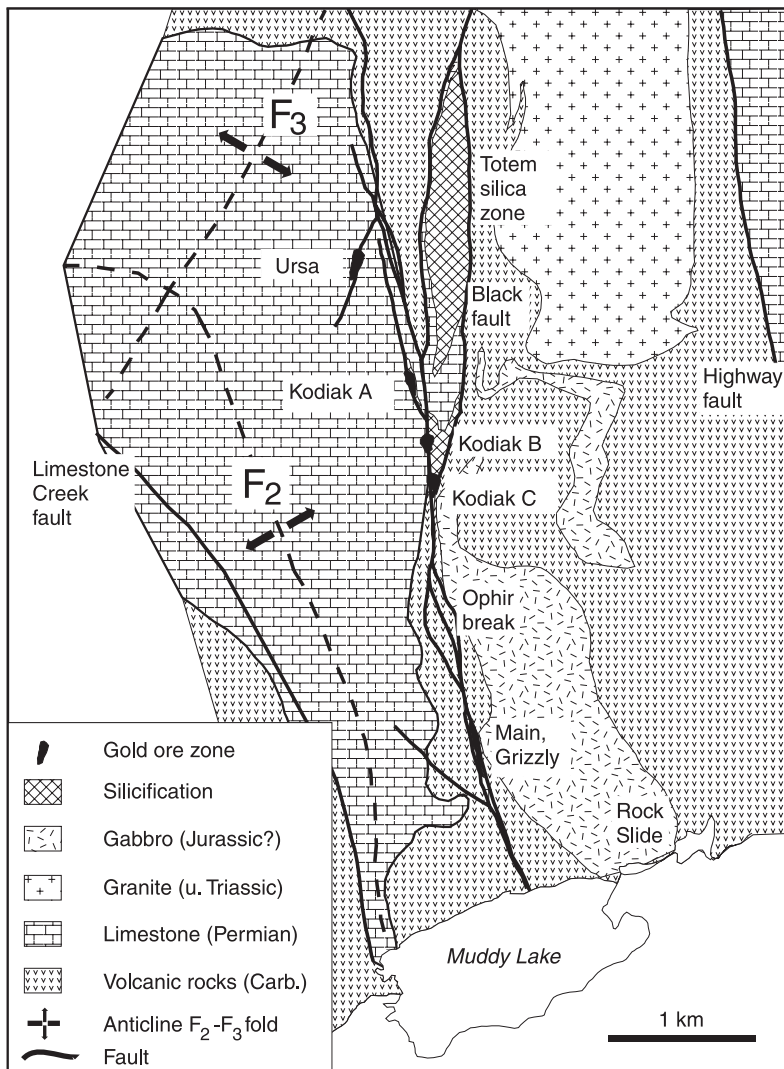 F3
Totem
silica
zone
Ursa
Black
fault
Kodiak A
Highway
fault
Limestone
Creek
fault
F2
Kodiak B
Kodiak C
Ophir
break
Main,
Grizzly
Rock
Slide
Gold ore zone
Silicification
Gabbro (Jurassic?)
Granite (u. Triassic)
Limestone (Permian)
Volcanic rocks (Carb.)
Anticline F2-F3 fold
Fault
Muddy Lake
1 km